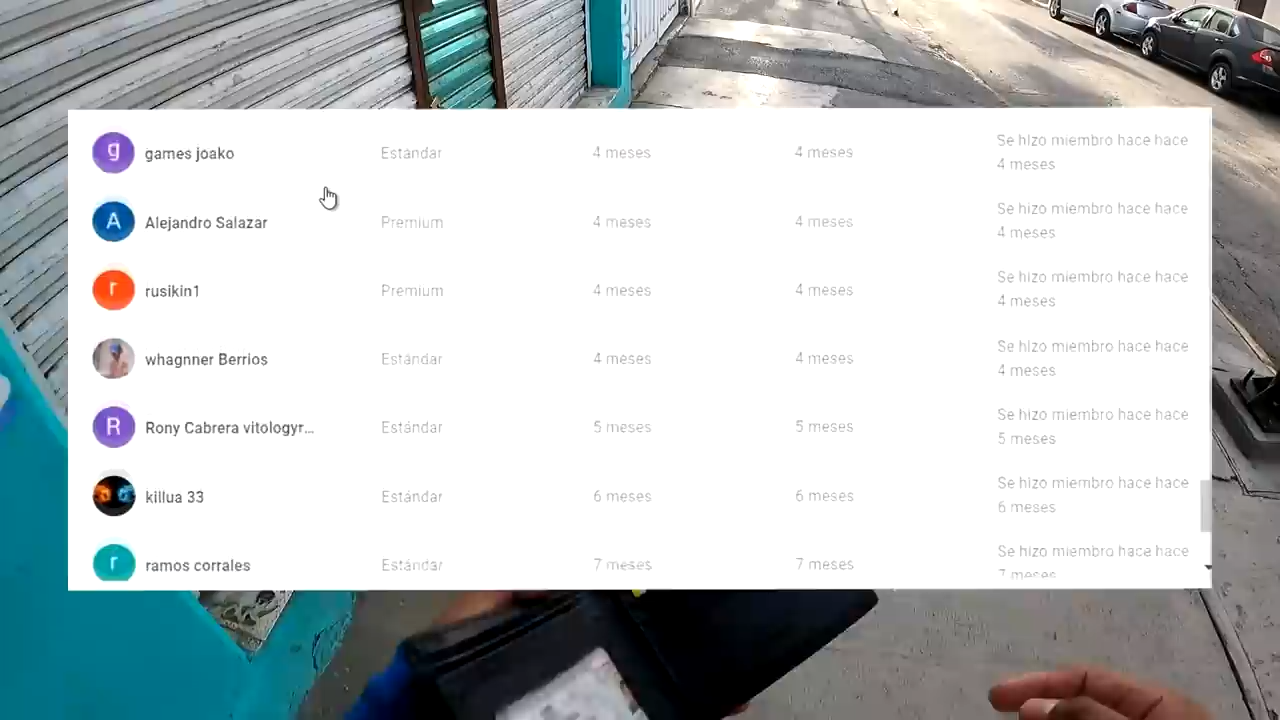 g games joako Estándar 4 meses 4 meses Se hizo miembro hace hace
4 meses
A Alejandro Salazar Premium 4 meses 4 meses Se hizo miembro hace hace
4 meses
r rusikin1 Premium 4 meses 4 meses Se hizo miembro hace hace
4 meses
whagnner Berrios Estándar 4 meses 4 meses Se hizo miembro hace hace
4 meses
R Rony Cabrera vitologyr... Estándar 5 meses 5 meses Se hizo miembro hace hace
5 meses
killua 33 Estándar 6 meses 6 meses Se hizo miembro hace hace
6 meses
r ramos corrales Estándar 7 meses 7 meses Se hizo miembro hace hace
7 meses